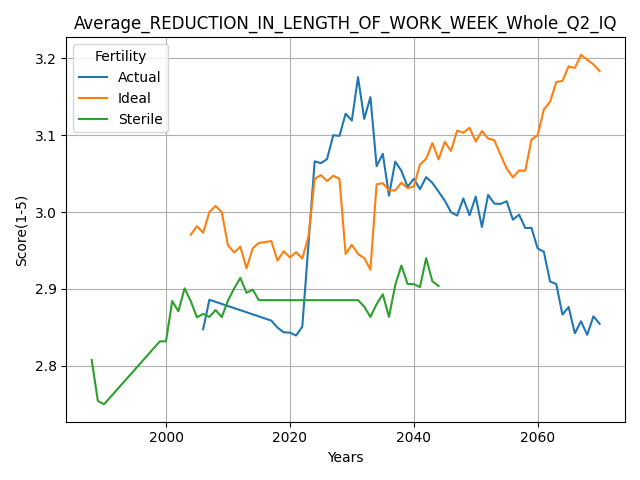 Average_REDUCTION_IN_LENGTH_OF_WORK_WEEK_Whole_Q2_IQ
Fertility
Actual
Ideal
Sterile
3.2
3.1
3.0
2.9
2.8
Score(1-5)
2000 2020 2040 2060
Years